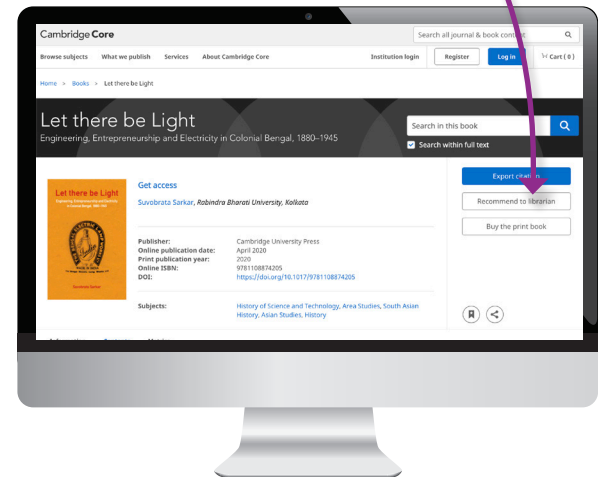 Cambridge Core
Search all journal & book content
Browse subjects What we publish Services About Cambridge Core Institution login Register Log in Cart ( 0 )
Home > Books > Let there be Light
Let there be Light
Engineering, Entrepreneurship and Electricity in Colonial Bengal, 1880–1945
Search in this book
Search within full text
Let there be Light
Get access
Suvobrata Sarkar, Rabindra Bharati University, Kolkata
Publisher: Cambridge University Press
Online publication date: April 2020
Print publication year: 2020
Online ISBN: 9781108874205
DOI: https://doi.org/10.1017/9781108874205
Subjects: History of Science and Technology, Area Studies, South Asian
History, Asian Studies, History
Export citation
Recommend to librarian
Buy the print book